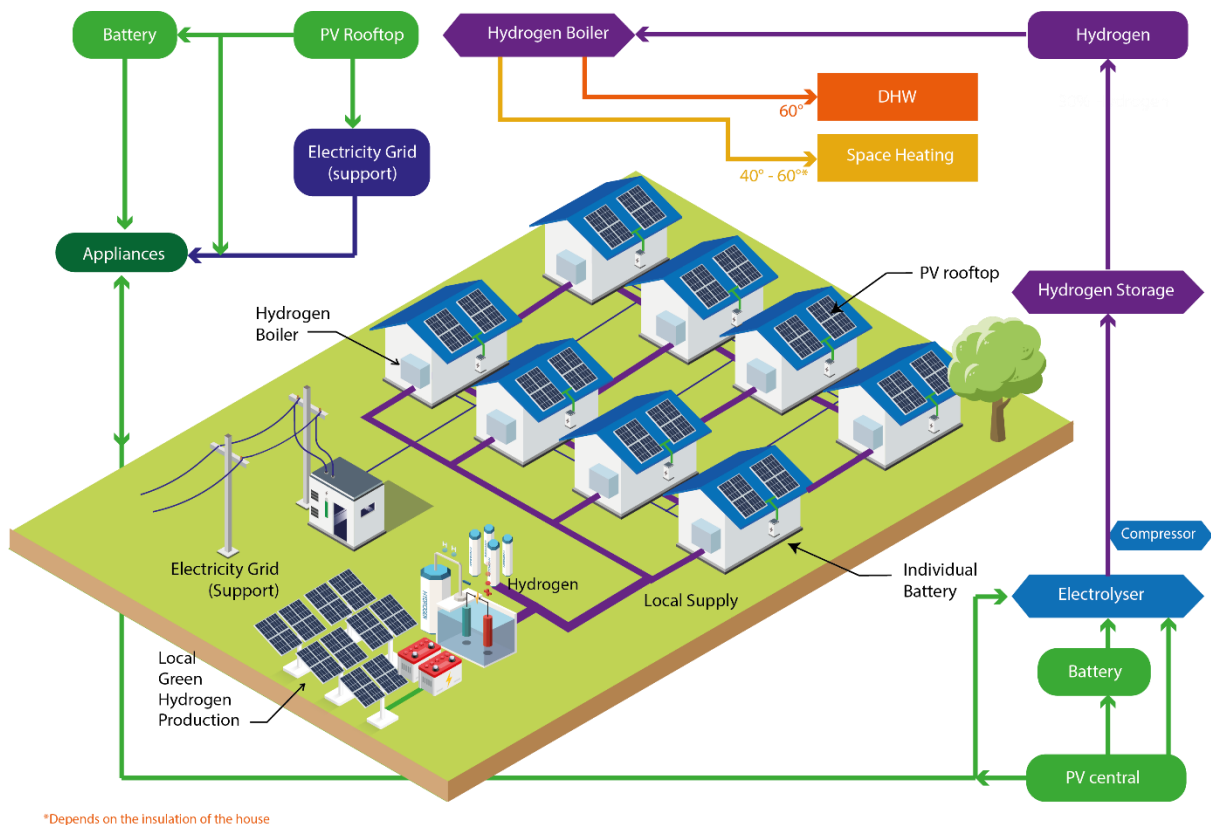 Battery
PV Rooftop
Hydrogen Boiler
Hydrogen
DHW
60°
Electricity Grid
(support)
Space Heating
40° - 60°*
Appliances
PV rooftop
Hydrogen Storage
Hydrogen
Boiler
Compressor
Electricity Grid
(Support)
Hydrogen
HYDROGEN
Local Supply
Individual
Battery
Electrolyser
Local
Green
Hydrogen
Production
Battery
PV central
*Depends on the insulation of the house